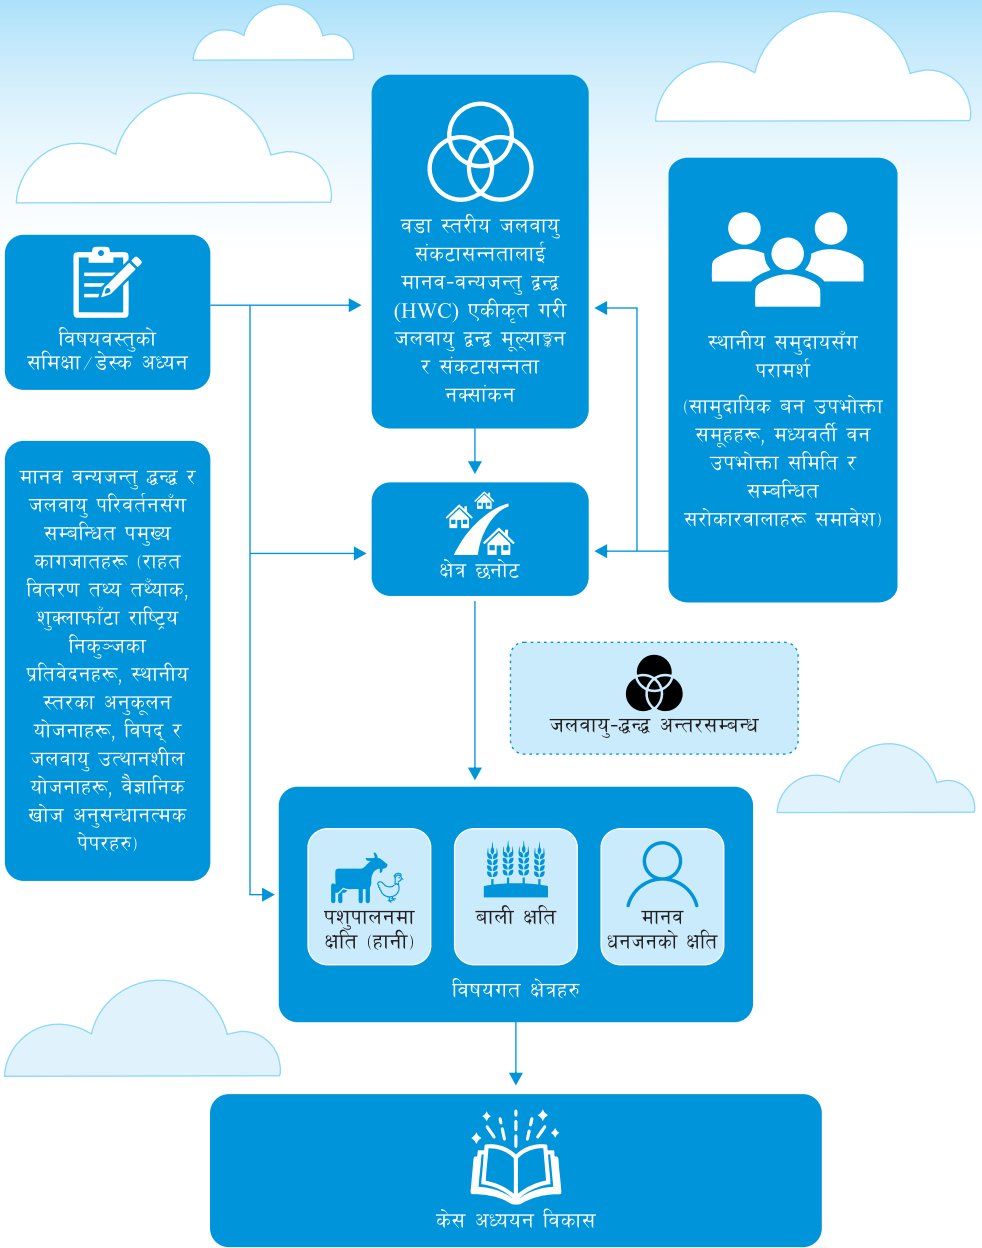 विषयवस्तुको
समिक्षा/डेस्क अध्यन
मानव वन्यजन्तु द्धन्द्ध र
जलवायु परिवर्तनसँग
सम्बन्धित पमुख्य
कागजातहरू (राहत
वितरण तथ्य तथ्याँक,
शुक्लाफाँटा राष्ट्रिय
निकुञ्जका
प्रतिवेदनहरू, स्थानीय
स्तरका अनुकूलन
योजनाहरू, विपद् र
जलवायु उत्थानशील
योजनाहरू, वैज्ञानिक
खोज अनुसन्धानत्मक
पेपरहरु)
वडा स्तरीय जलवायु
संकटासन्नतालाई
मानव-वन्यजन्तु द्वन्द्व
(HWC) एकीकृत गरी
जलवायु द्वन्द्व मूल्याङ्कन
र संकटासन्नता
नक्सांकन
स्थानीय समुदायसँग
परामर्श
(सामुदायिक बन उपभोक्ता
समूहहरू, मध्यवर्ती वन
उपभोक्ता समिति र
सम्बन्धित
सरोकारवालाहरू समावेश)
क्षेत्र छनोट
जलवायु-द्धन्द्ध अन्तरसम्बन्ध
पशुपालनमा
क्षति (हानी)
बाली क्षति
मानव
धनजनको क्षति
विषयगत क्षेत्रहरु
केस अध्ययन विकास